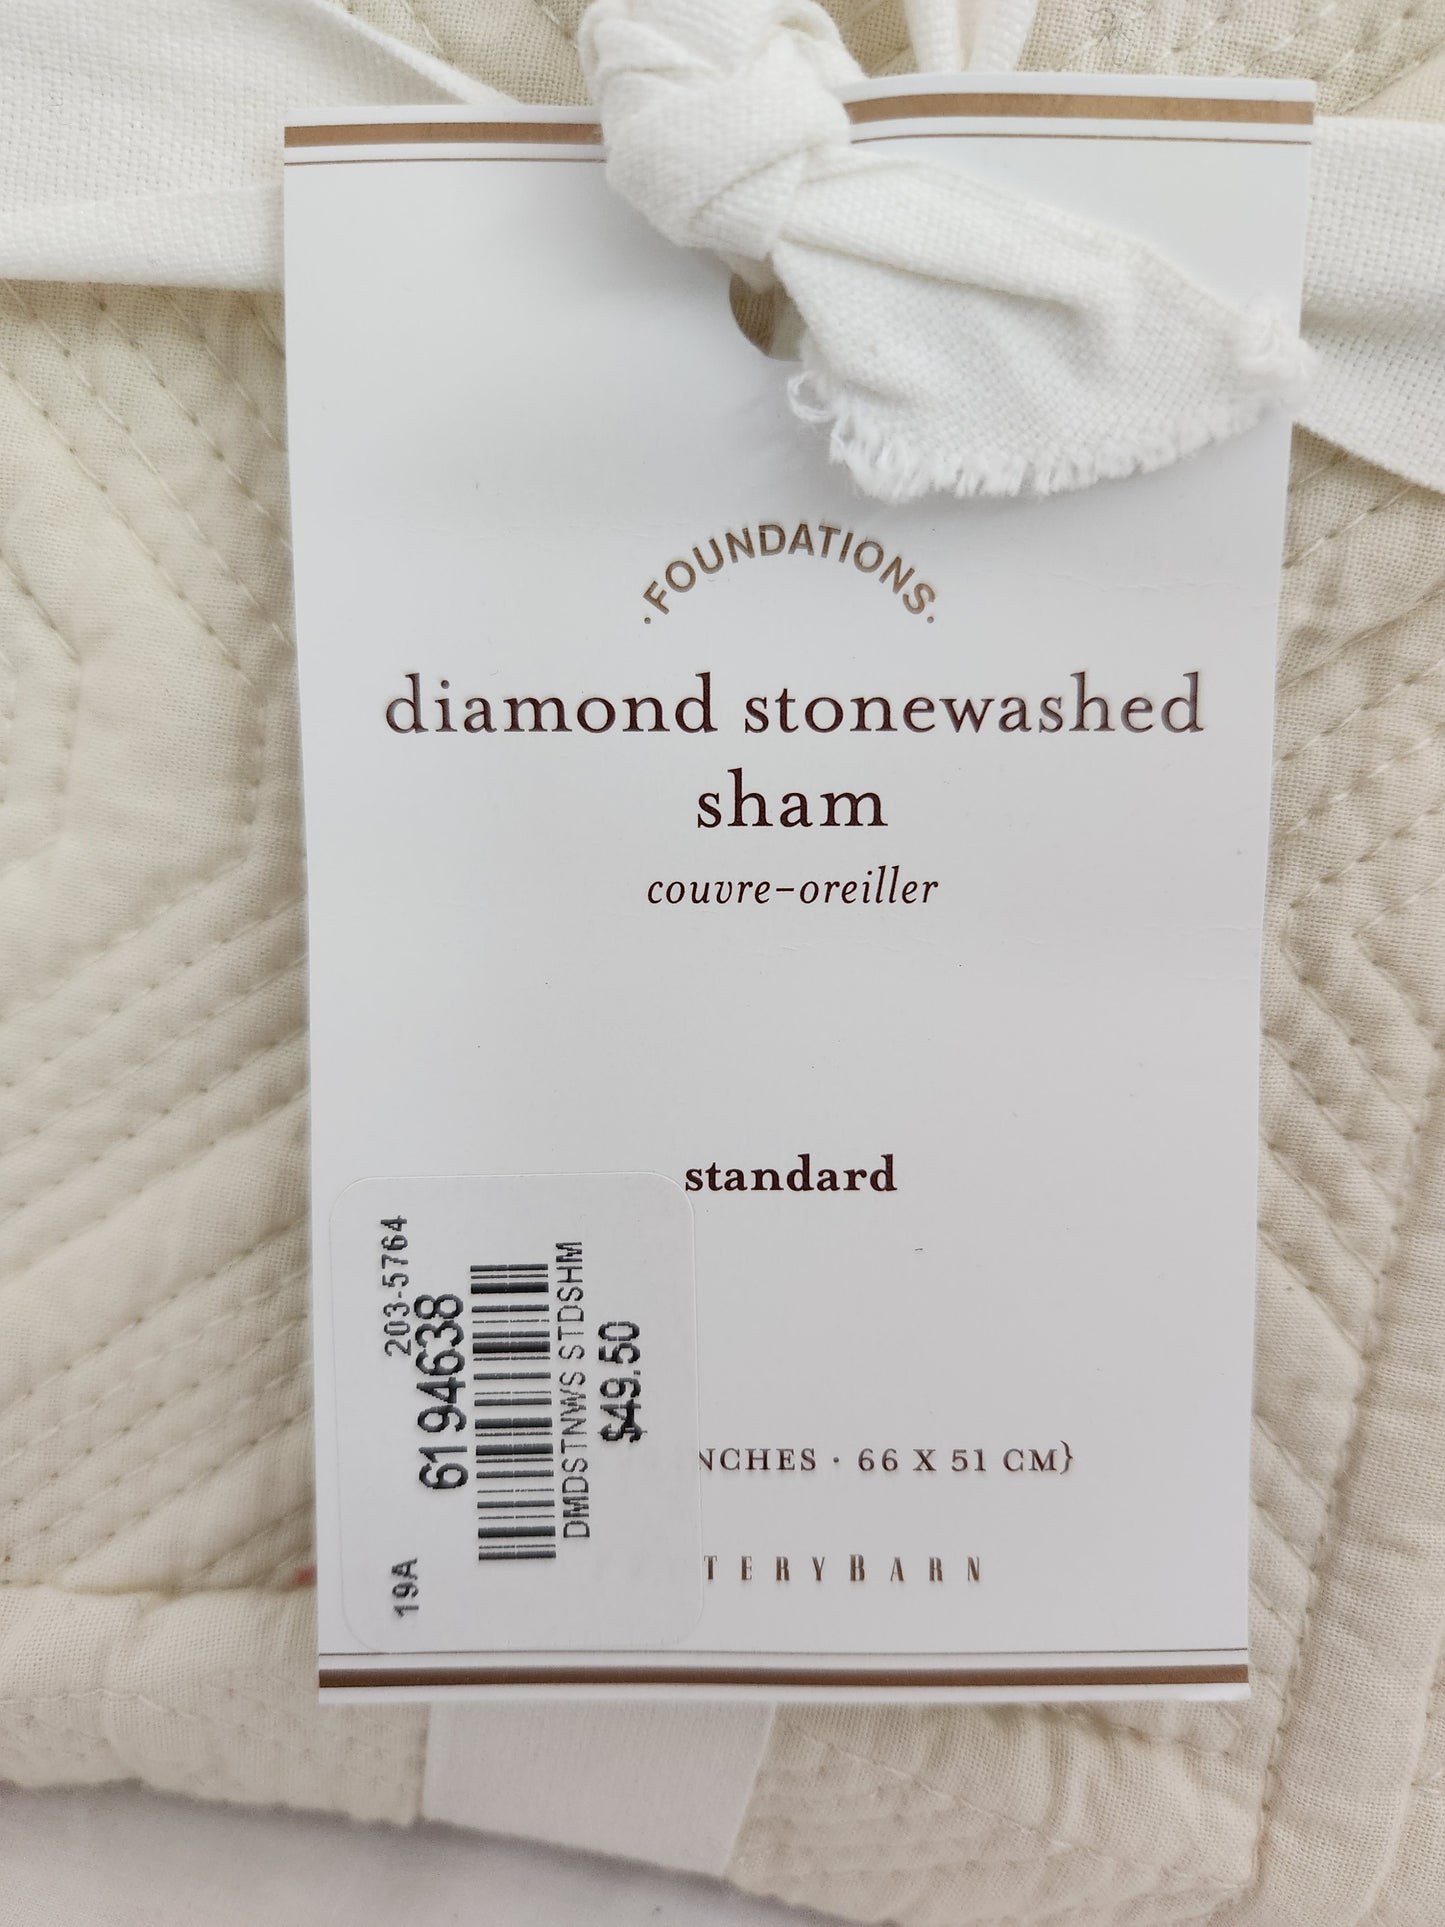 ·FOUNDATIONS·
diamond stonewashed
sham
couvre-oreiller
standard
203-5764
6194638
DMDSTNWS STDSHM
$49.50
19A
NCHES · 66 X 51 CM}
TERYBARN